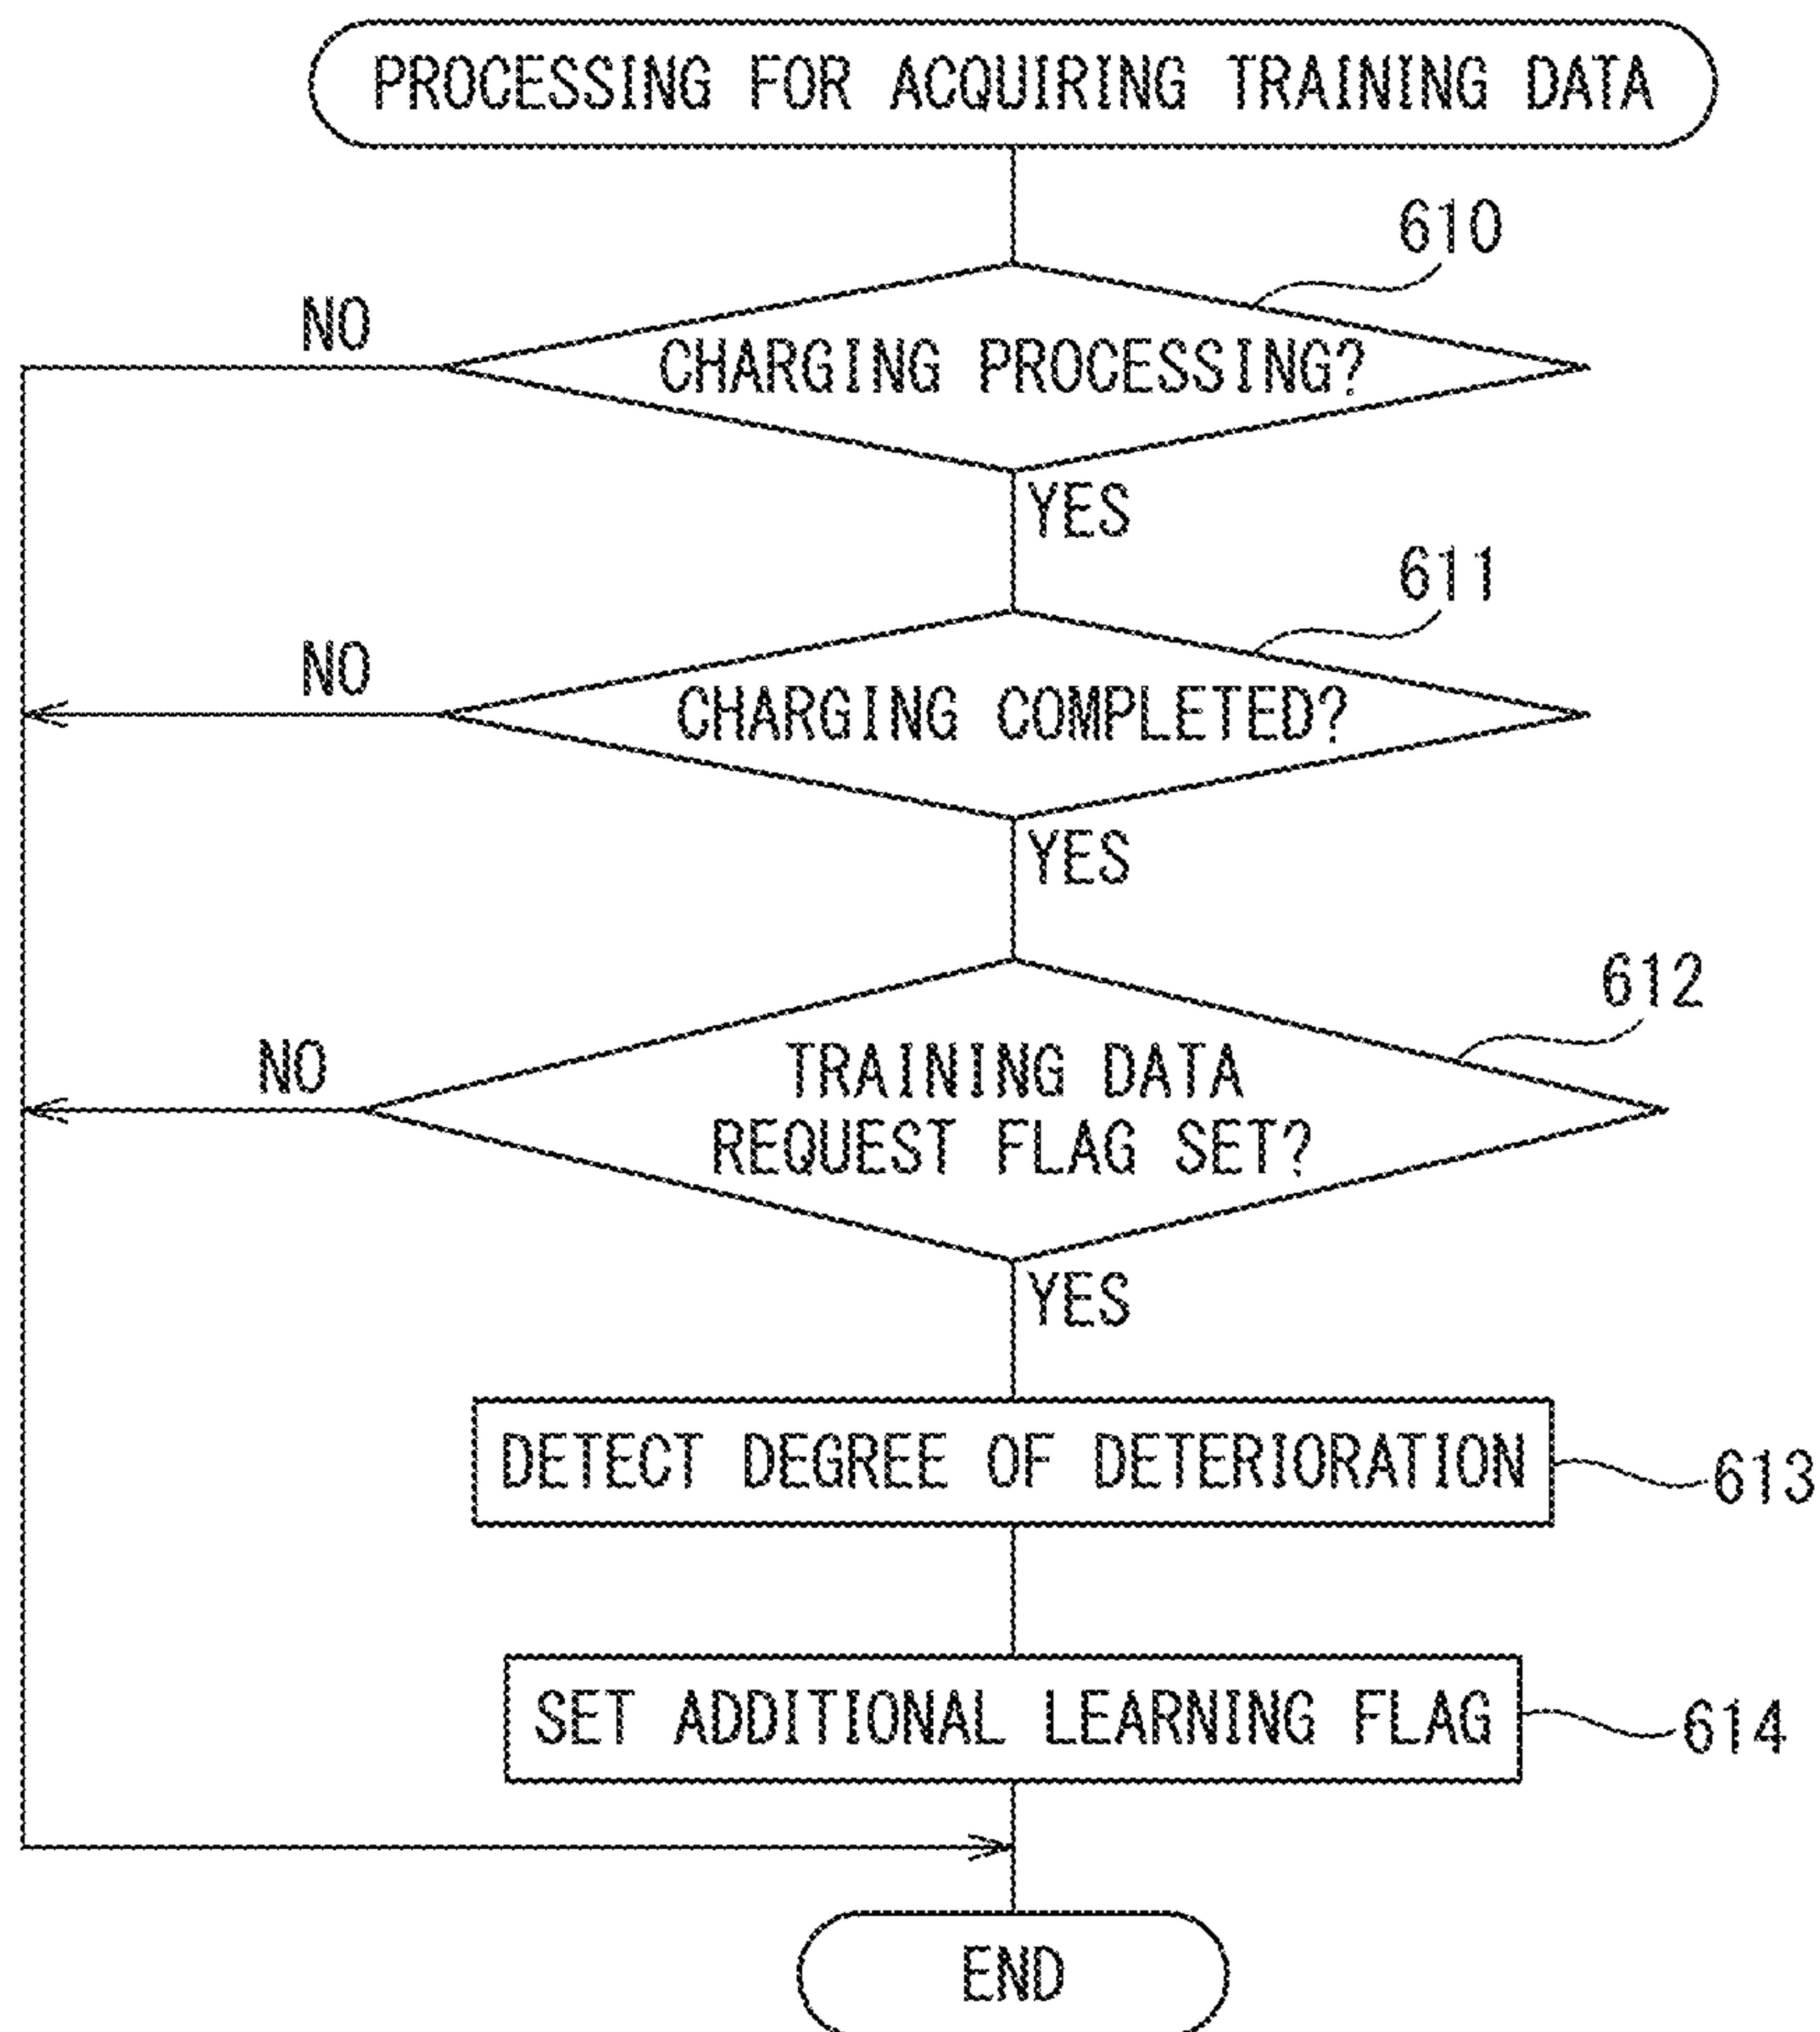 PROCESSING FOR ACQUIRING TRAINING DATA
610
NO
CHARGING PROCESSING?
YES
611
NO
CHARGING COMPLETED?
YES
612
NO
TRAINING DATA
REQUEST FLAG SET?
YES
DETECT DEGREE OF DETERIORATION
613
SET ADDITIONAL LEARNING FLAG
614
END